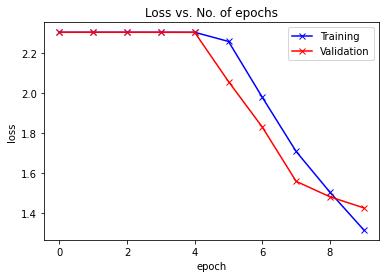 Loss vs. No. of epochs
Training
Validation
loss
2.2
2.0
1.8
1.6
1.4
0 2 4 6 8
epoch